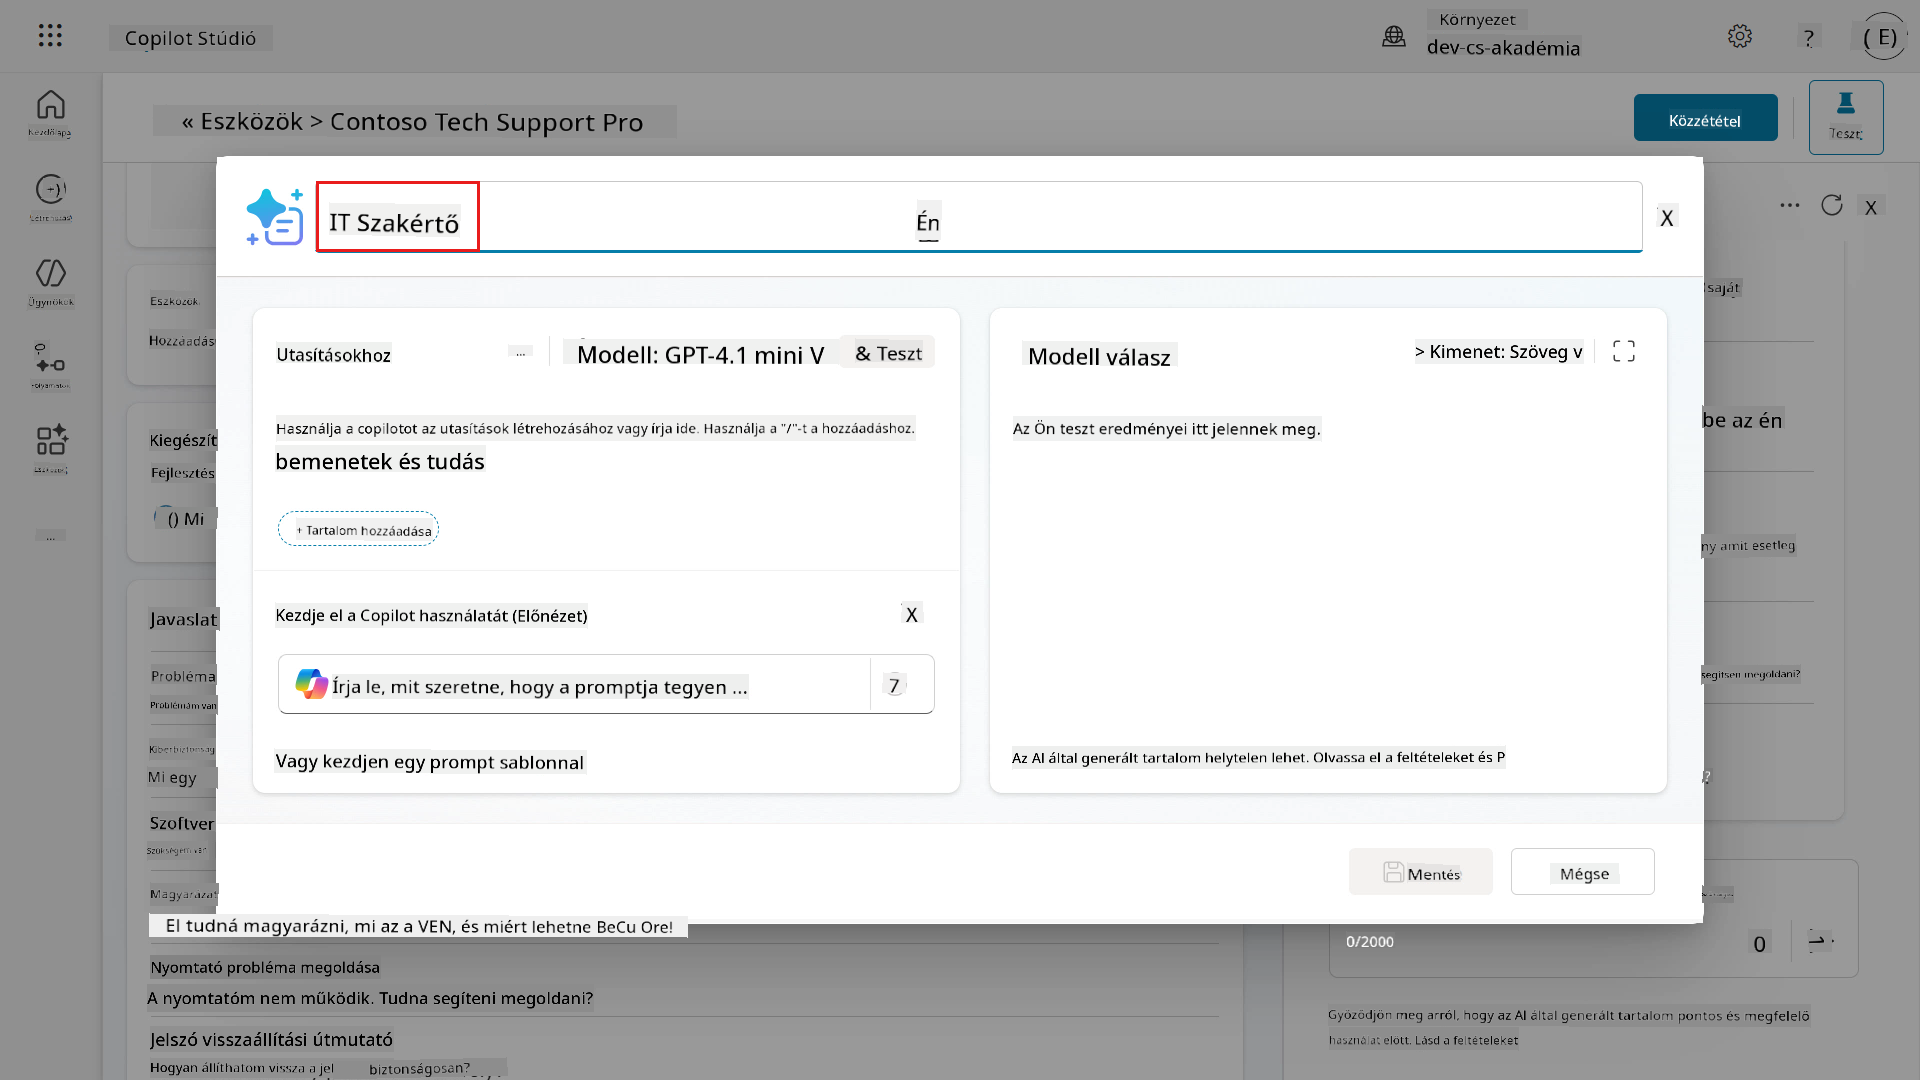 Copilot Stúdió
Környezet
dev-cs-akadémia
?
( E)
« Eszközök > Contoso Tech Support Pro
Közzététel
Teszt
Kezdőlap
Ügynökök
Eszközök
Hozzáadás
Kiegészít
Fejlesztés
() Mi
...
Javaslat
Probléma
Problémám van
Kiberbiztonság
Mi egy
Szoftver
Magyarázat
IT Szakértő
Én
X
X
Utasításokhoz
...
Modell: GPT-4.1 mini V
& Teszt
Használja a copilotot az utasítások létrehozásához vagy írja ide. Használja a "/"-t a hozzáadáshoz.
bemenetek és tudás
+ Tartalom hozzáadása
Kezdje el a Copilot használatát (Előnézet)
X
Írja le, mit szeretne, hogy a promptja tegyen ...
7
Vagy kezdjen egy prompt sablonnal
Modell válasz
> Kimenet: Szöveg v
Az Ön teszt eredményei itt jelennek meg.
Az AI által generált tartalom helytelen lehet. Olvassa el a feltételeket és P
Mentés
Mégse
saját
be az én
ny amit esetleg
segítsen megoldani?
?
El tudná magyarázni, mi az a VEN, és miért lehetne BeCu Ore!
Nyomtató probléma megoldása
A nyomtatóm nem működik. Tudna segíteni megoldani?
Jelszó visszaállítási útmutató
Hogyan állíthatom vissza a jel biztonságosan?
0/2000
0
Győződjön meg arról, hogy az AI által generált tartalom pontos és megfelelő
használat előtt. Lásd a feltételeket